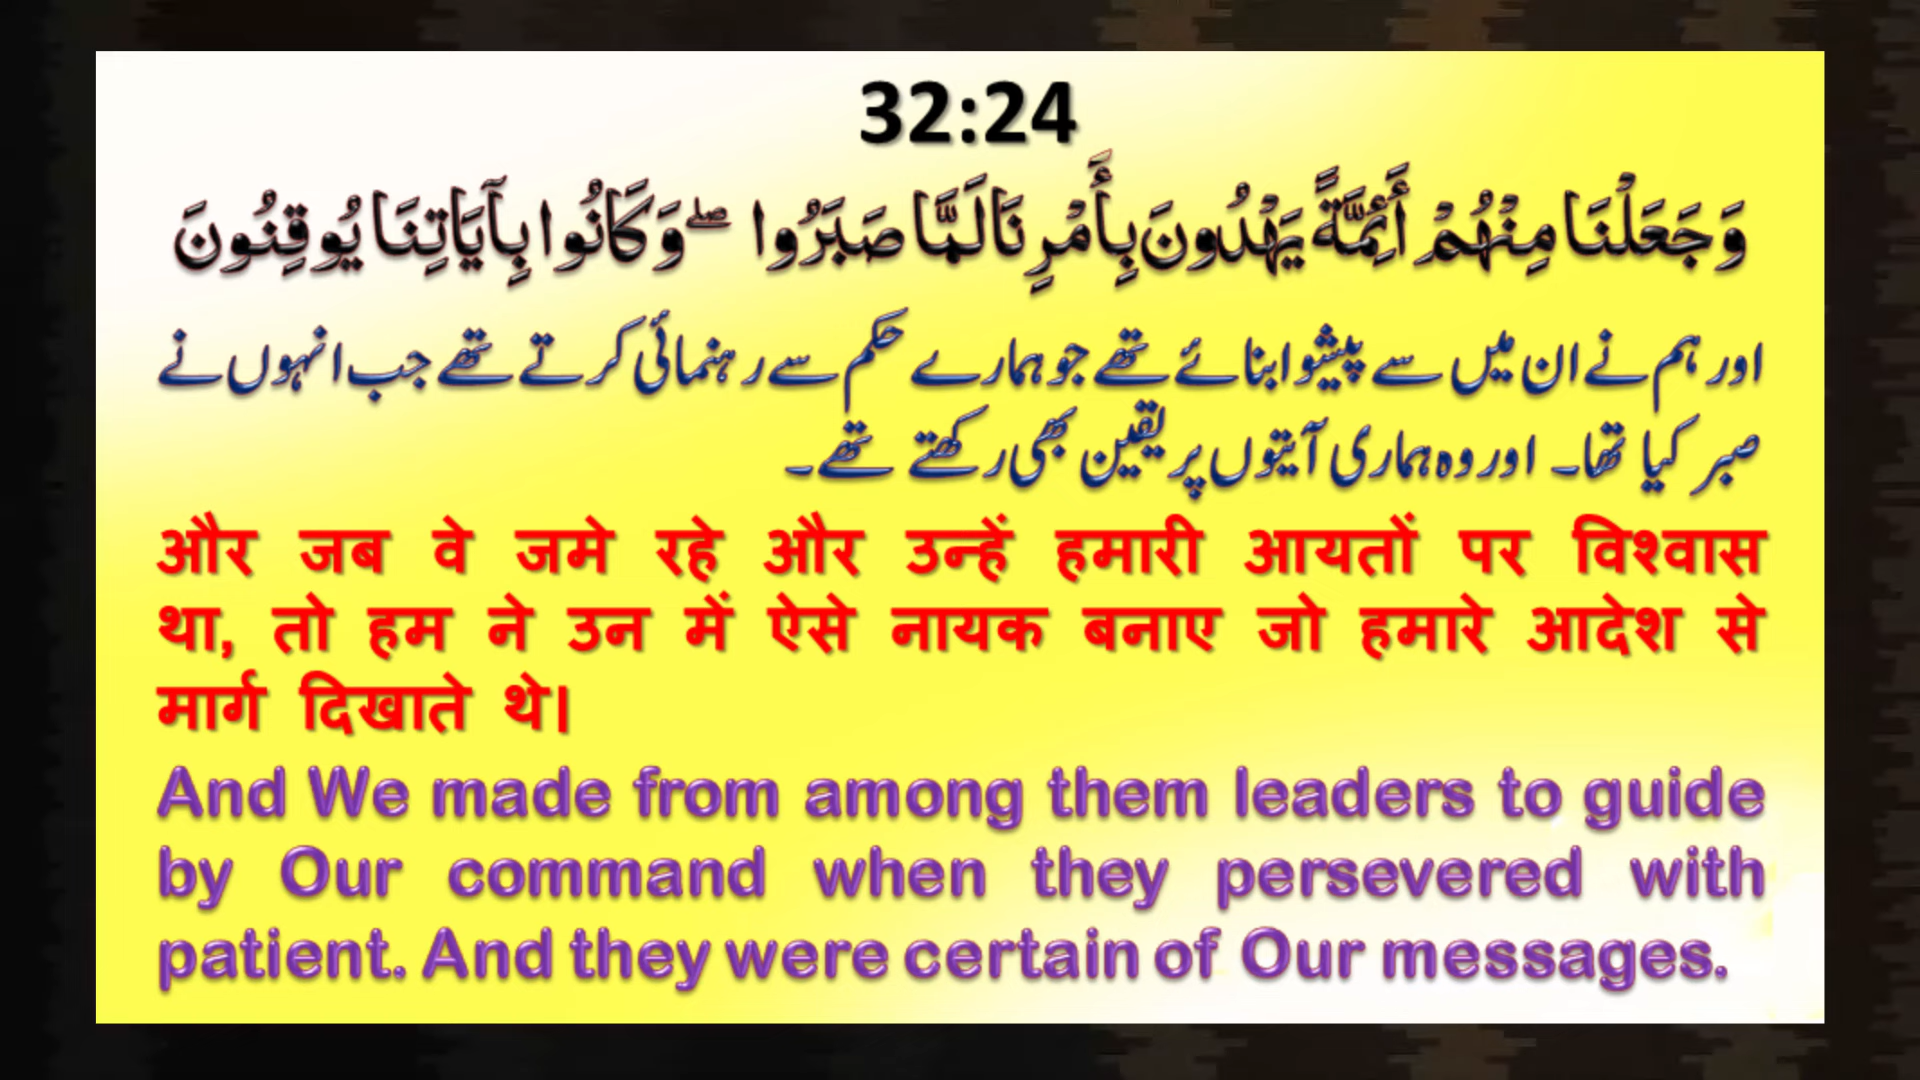 32:24
وَجَعَلْنَا مِنْهُمْ أَئِمَّةً يَهْدُونَ بِأَمْرِنَا لَمَّا صَبَرُوا ۖ وَكَانُوا بِآيَاتِنَا يُوقِنُونَ
اور ہم نے ان میں سے پیشوا بنائے تھے جو ہمارے حکم سے رہنمائی کرتے تھے جب انہوں نے
صبر کیا تھا۔ اور وہ ہماری آیتوں پر یقین بھی رکھتے تھے۔
और जब वे जमे रहे और उन्हें हमारी आयतों पर विश्वास
था, तो हम ने उन में ऐसे नायक बनाए जो हमारे आदेश से
मार्ग दिखाते थे।
And We made from among them leaders to guide
by Our command when they persevered with
patient. And they were certain of Our messages.